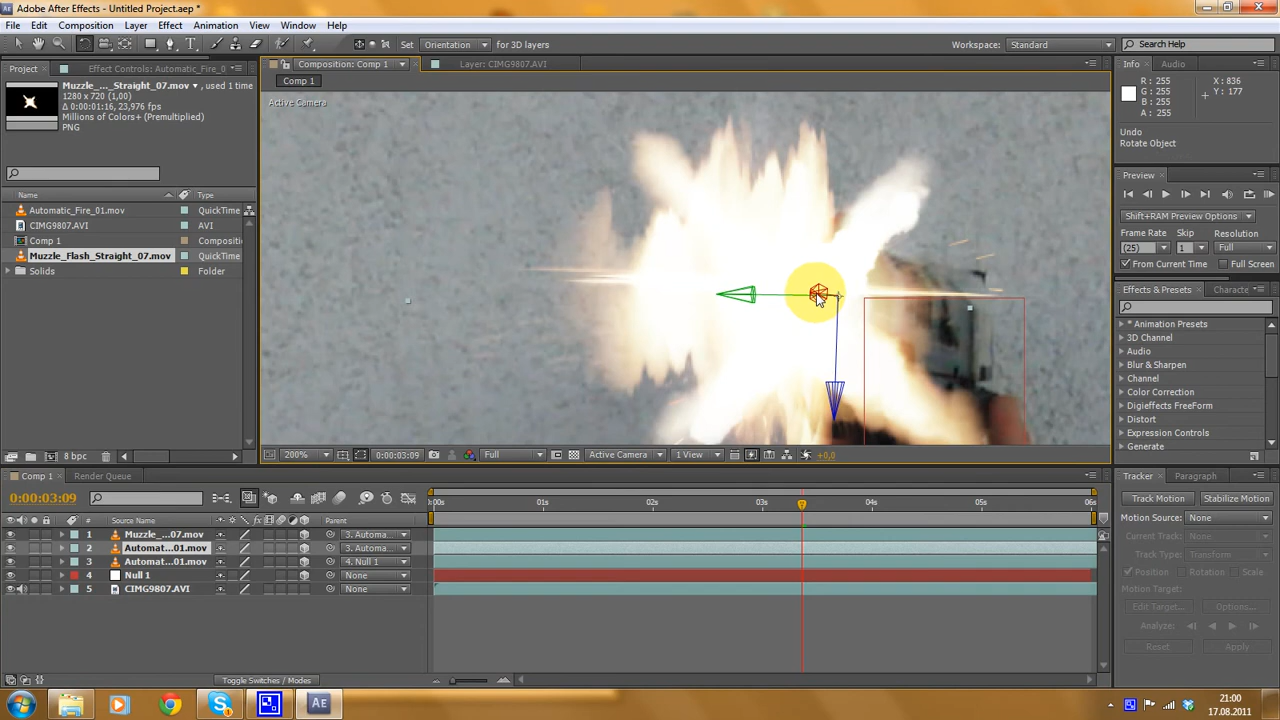 Adobe After Effects - Untitled Project.aep *
File Edit Composition Layer Effect Animation View Window Help
Set Orientation for 3D layers Workspace: Standard Search Help
Project Effect Controls: Automatic_Fire_0 Composition: Comp 1 Layer: CIMG9807.AVI Info Audio
Muzzle_..._Straight_07.mov , used 1 time
1280 x 720 (1,00)
Δ 0:00:01:16, 23,976 fps
Millions of Colors+ (Premultiplied)
PNG
Comp 1
Active Camera
R : 255
G : 255
B : 255
A : 255
X : 836
Y : 177
Undo
Rotate Object
Preview
Shift+RAM Preview Options
Frame Rate Skip Resolution
(25) 1 Full
From Current Time Full Screen
Name Type
Automatic_Fire_01.mov QuickTime
CIMG9807.AVI AVI
Comp 1 Compositi
Muzzle_Flash_Straight_07.mov QuickTime
Solids Folder
Effects & Presets Characte
* Animation Presets
3D Channel
Audio
Blur & Sharpen
Channel
Color Correction
Digieffects FreeForm
Distort
Expression Controls
Generate
8 bpc
200% 0:00:03:09 Full Active Camera 1 View +0,0
Comp 1 Render Queue
0:00:03:09
:00s 01s 02s 03s 04s 05s 06s
# Source Name Parent
1 Muzzle_...07.mov 3. Automa...
2 Automat...01.mov 3. Automa...
3 Automat...01.mov 4. Null 1
4 Null 1 None
5 CIMG9807.AVI None
Toggle Switches / Modes
Tracker Paragraph
Track Motion Stabilize Motion
Motion Source: None
Current Track: None
Track Type: Transform
Position Rotation Scale
Motion Target:
Edit Target... Options...
Analyze:
Reset Apply
21:00
17.08.2011